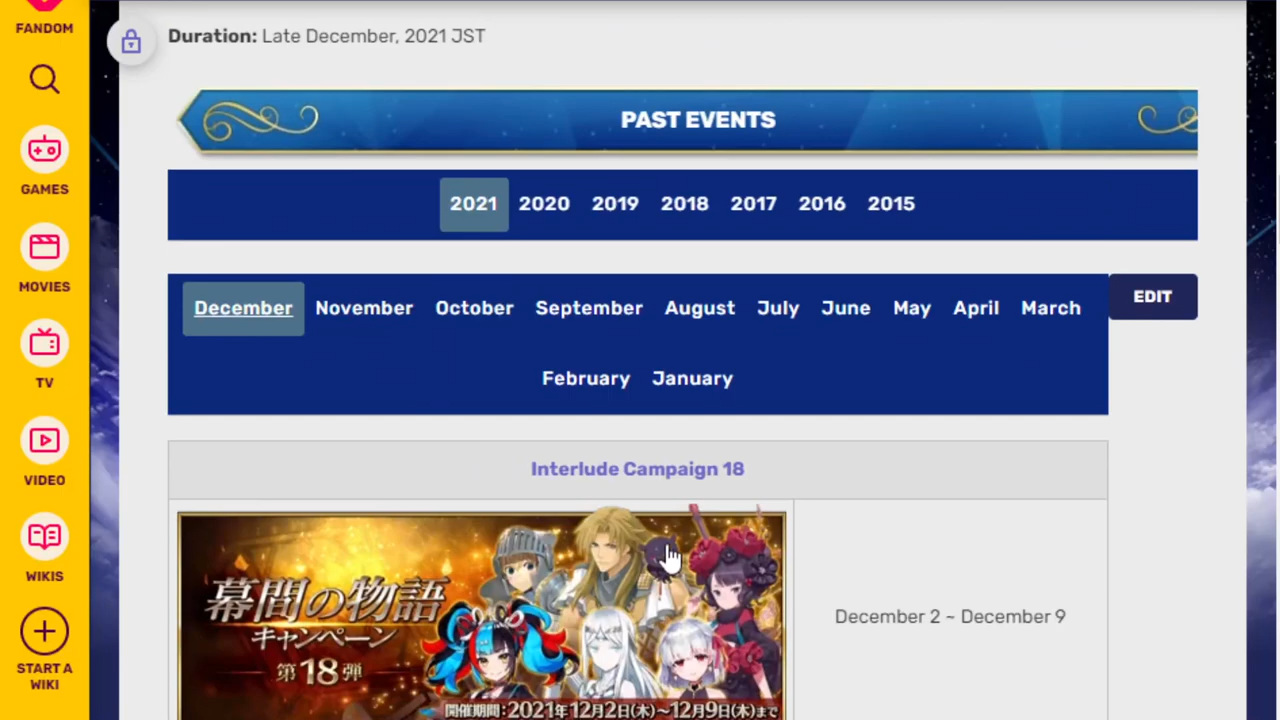 FANDOM
GAMES
MOVIES
TV
VIDEO
WIKIS
START A
WIKI
Duration: Late December, 2021 JST
PAST EVENTS
2021 2020 2019 2018 2017 2016 2015
December November October September August July June May April March
February January
EDIT
Interlude Campaign 18
幕間の物語
キャンペーン
第18弾
開催期間:2021年12月2日(木)~12月9日(木)まで
December 2 ~ December 9